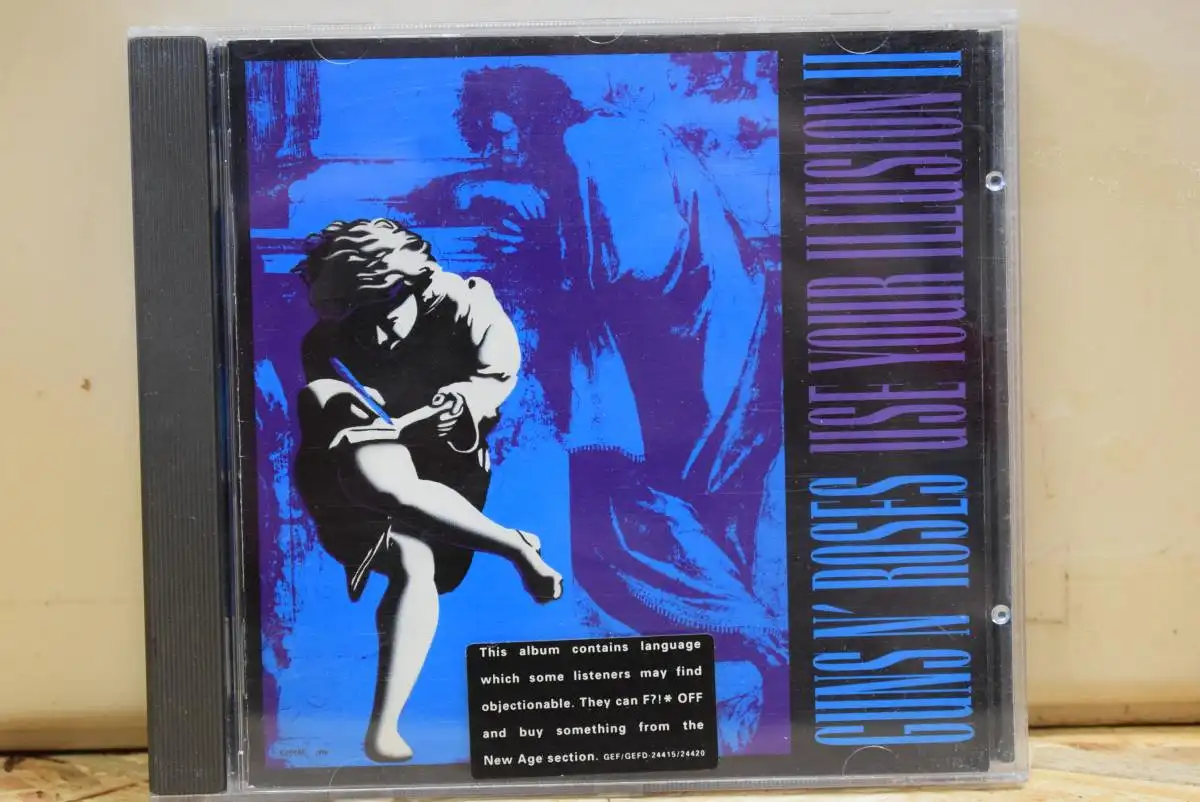 GUNS N' ROSES USE YOUR ILLUSION II
This album contains language
which some listeners may find
objectionable. They can F?!* OFF
and buy something from the
New Age section. GEF/GEFD-24415/24420